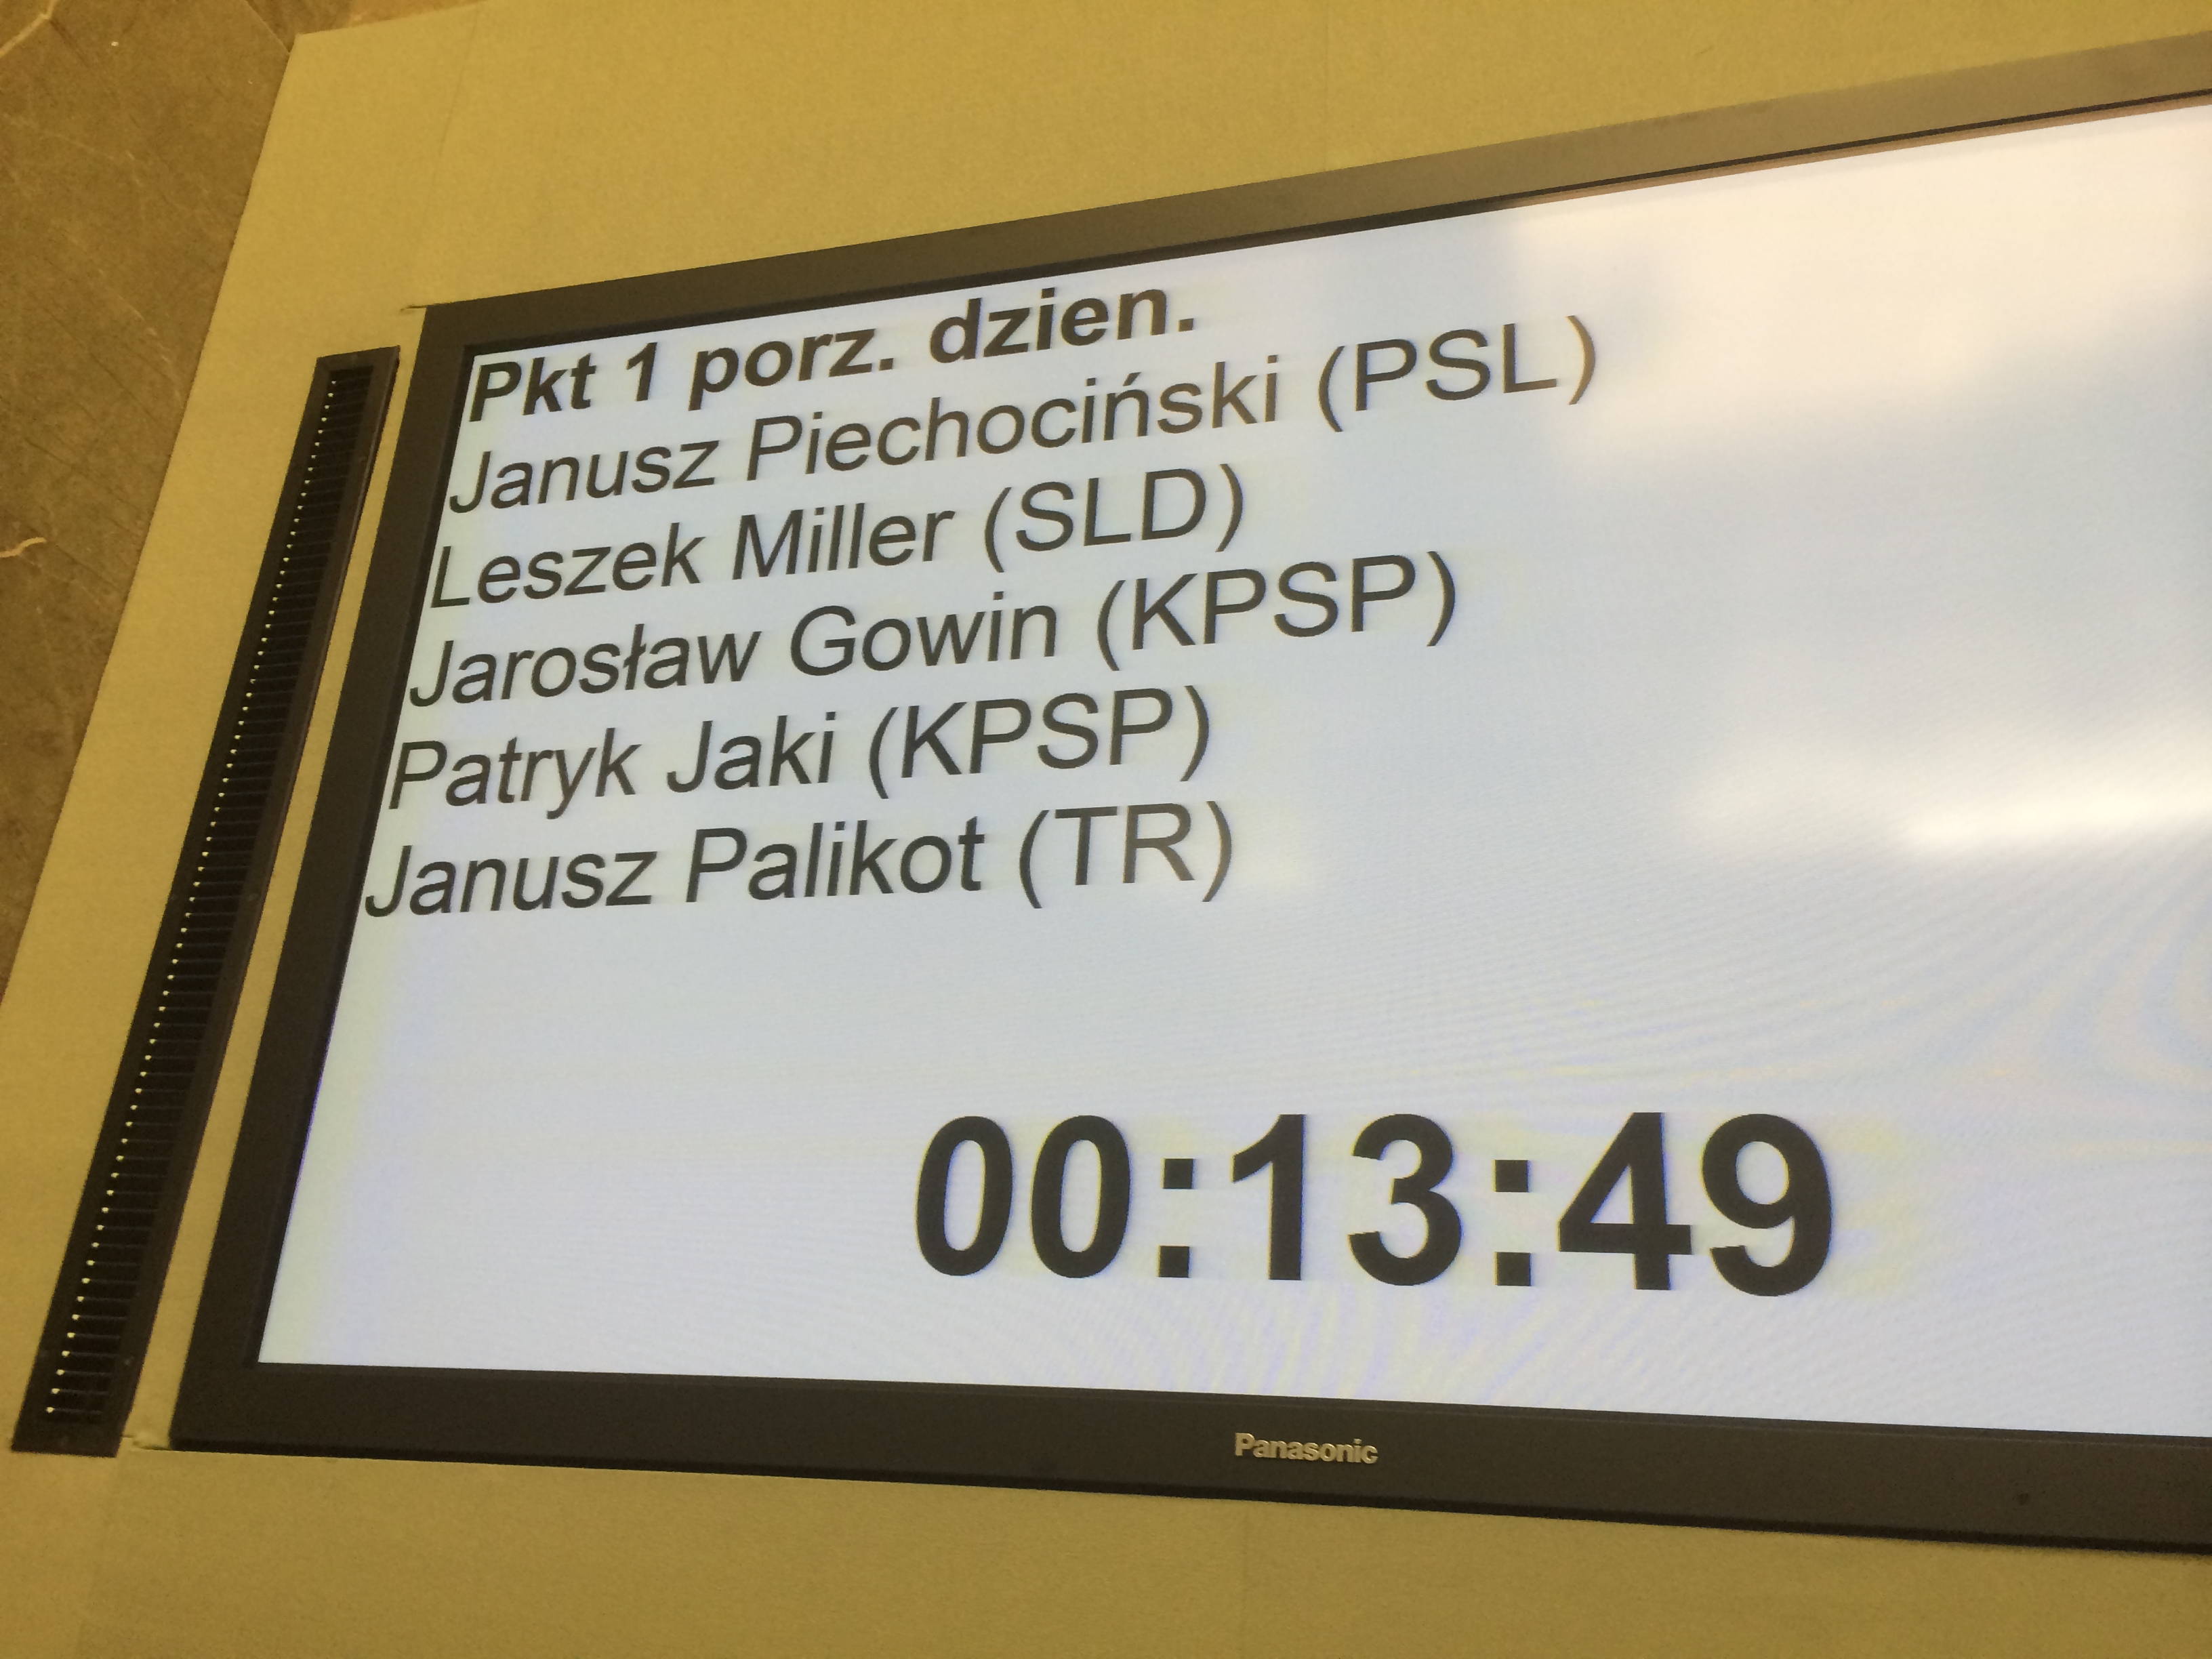 Pkt 1 porz. dzien.
Janusz Piechociński (PSL)
Leszek Miller (SLD)
Jarosław Gowin (KPSP)
Patryk Jaki (KPSP)
Janusz Palikot (TR)
00:13:49
Panasonic